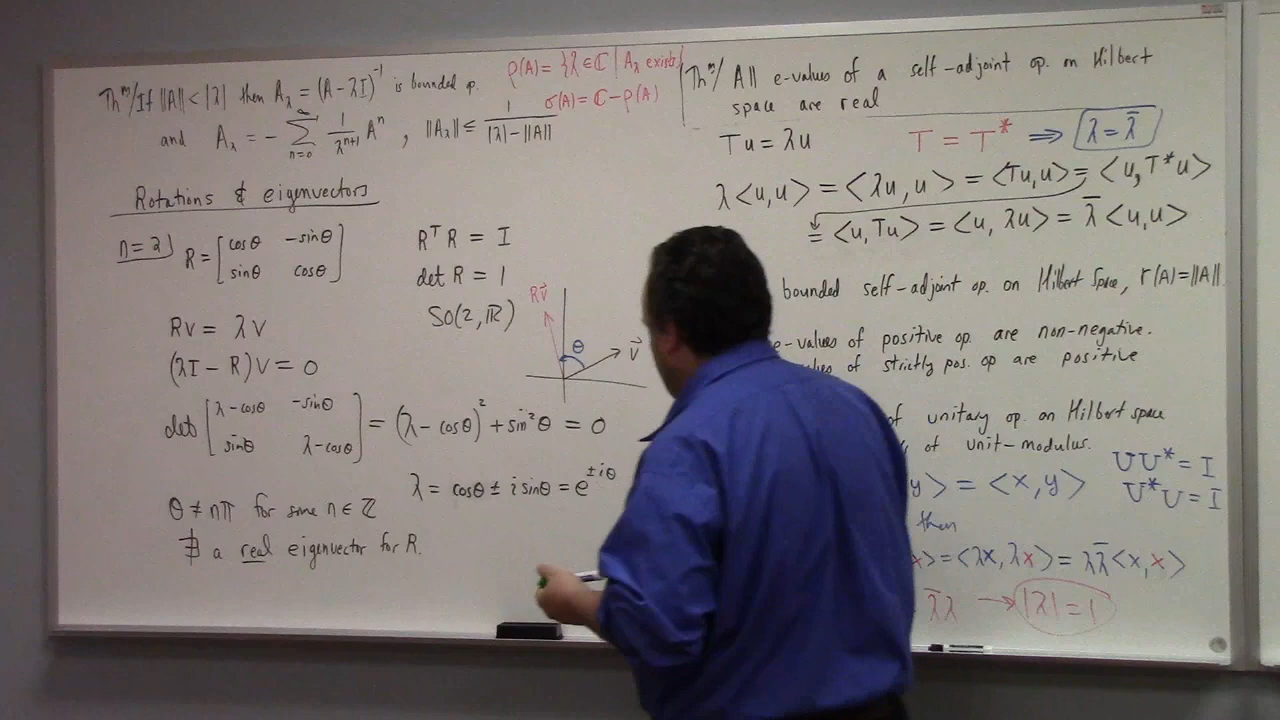 Thᵐ/If ||A|| < |λ| then A_λ = (A - λI)⁻¹ is bounded op.
and A_λ = - ∑_{n=0}^{∞} 1/λⁿ⁺¹ Aⁿ , ||A_λ|| ≤ 1/(|λ| - ||A||)
ρ(A) = {λ ∈ ℂ | A_λ exists}
σ(A) = ℂ - ρ(A)
Rotations & eigenvectors
n=2) R = [cosθ -sinθ
sinθ cosθ]
RᵀR = I
det R = 1
SO(2, ℝ)
Rv = λv
(λI - R)v = 0
Rv⃗
θ
v⃗
det [λ-cosθ -sinθ
sinθ λ-cosθ] = (λ - cosθ)² + sin²θ = 0
λ = cosθ ± i sinθ = e^{±iθ}
θ ≠ nπ for some n ∈ ℤ
∄ a real eigenvector for R.
Thᵐ/ All e-values of a self-adjoint op. on Hilbert
space are real
Tu = λu T = T* ⟹ λ = λ̄
λ<u,u> = <λu,u> = <Tu,u> = <u,T*u>
= <u,Tu> = <u,λu> = λ̄<u,u>
bounded self-adjoint op. on Hilbert Space, r(A) = ||A||.
e-values of positive op. are non-negative.
of strictly pos. op are positive
of unitary op. on Hilbert space
of unit-modulus.
UU* = I
U*U = I
y> = <x,y>
then
x> = <λx,λx> = λλ̄<x,x>
λ̄λ → |λ| = 1